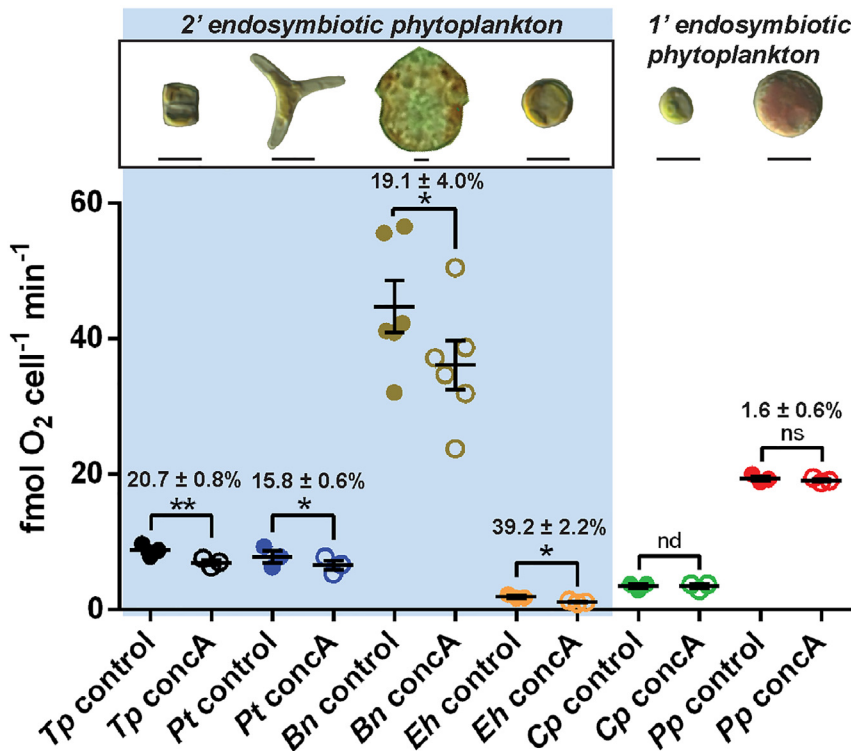 2' endosymbiotic phytoplankton
1' endosymbiotic
phytoplankton
fmol O₂ cell⁻¹ min⁻¹
60
40
20
0
20.7 ± 0.8%
**
15.8 ± 0.6%
*
19.1 ± 4.0%
*
39.2 ± 2.2%
*
nd
1.6 ± 0.6%
ns
Tp control
Tp concA
Pt control
Pt concA
Bn control
Bn concA
Eh control
Eh concA
Cp control
Cp concA
Pp control
Pp concA